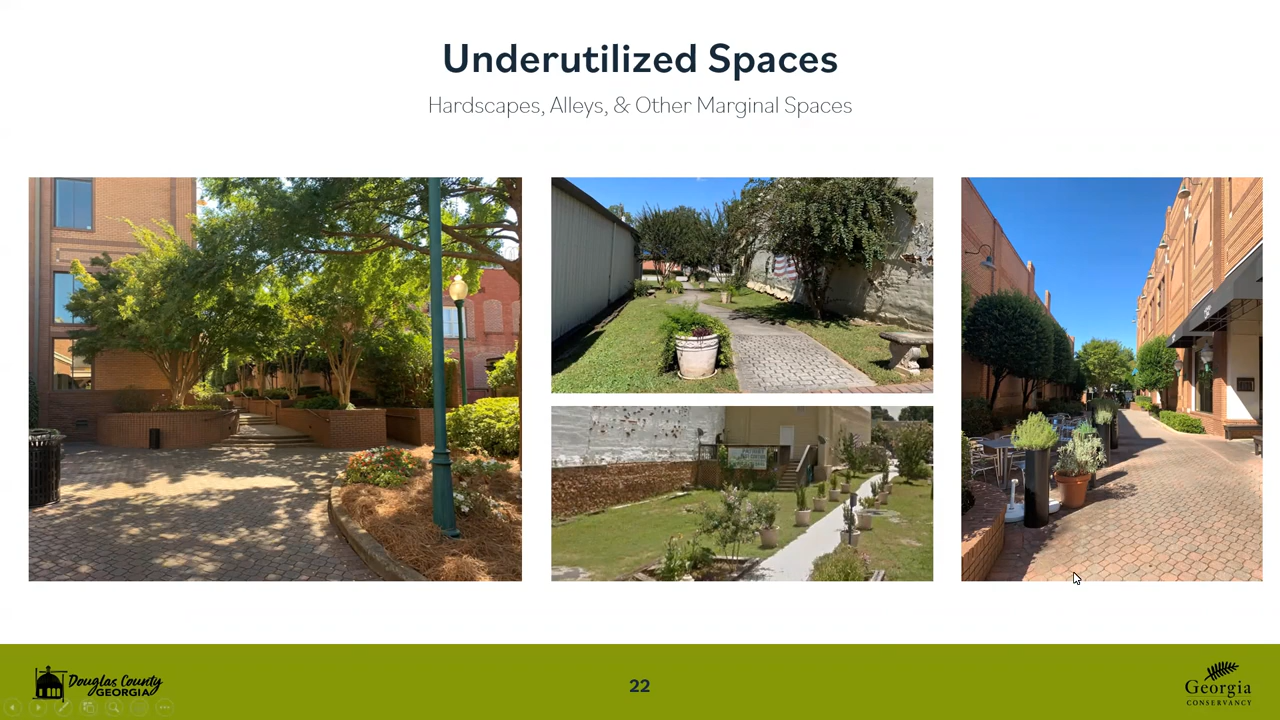 Underutilized Spaces
Hardscapes, Alleys, & Other Marginal Spaces
Douglas County
GEORGIA
22
Georgia
CONSERVANCY